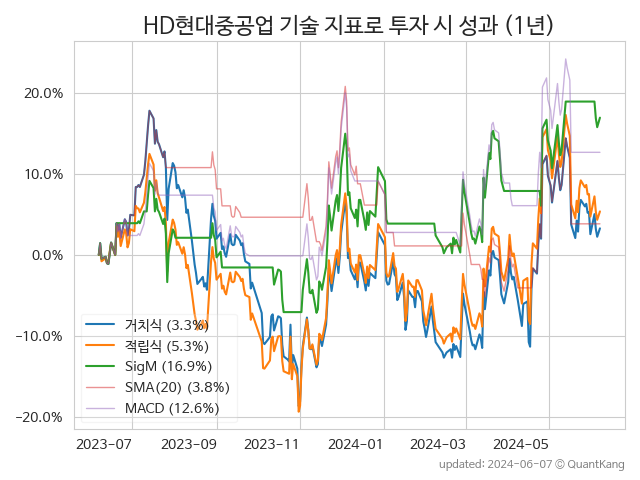 HD현대중공업 기술 지표로 투자 시 성과 (1년)
20.0%
10.0%
0.0%
−10.0%
−20.0%
거치식 (3.3%)
적립식 (5.3%)
SigM (16.9%)
SMA(20) (3.8%)
MACD (12.6%)
2023-07 2023-09 2023-11 2024-01 2024-03 2024-05
updated: 2024-06-07 ⓒ QuantKang